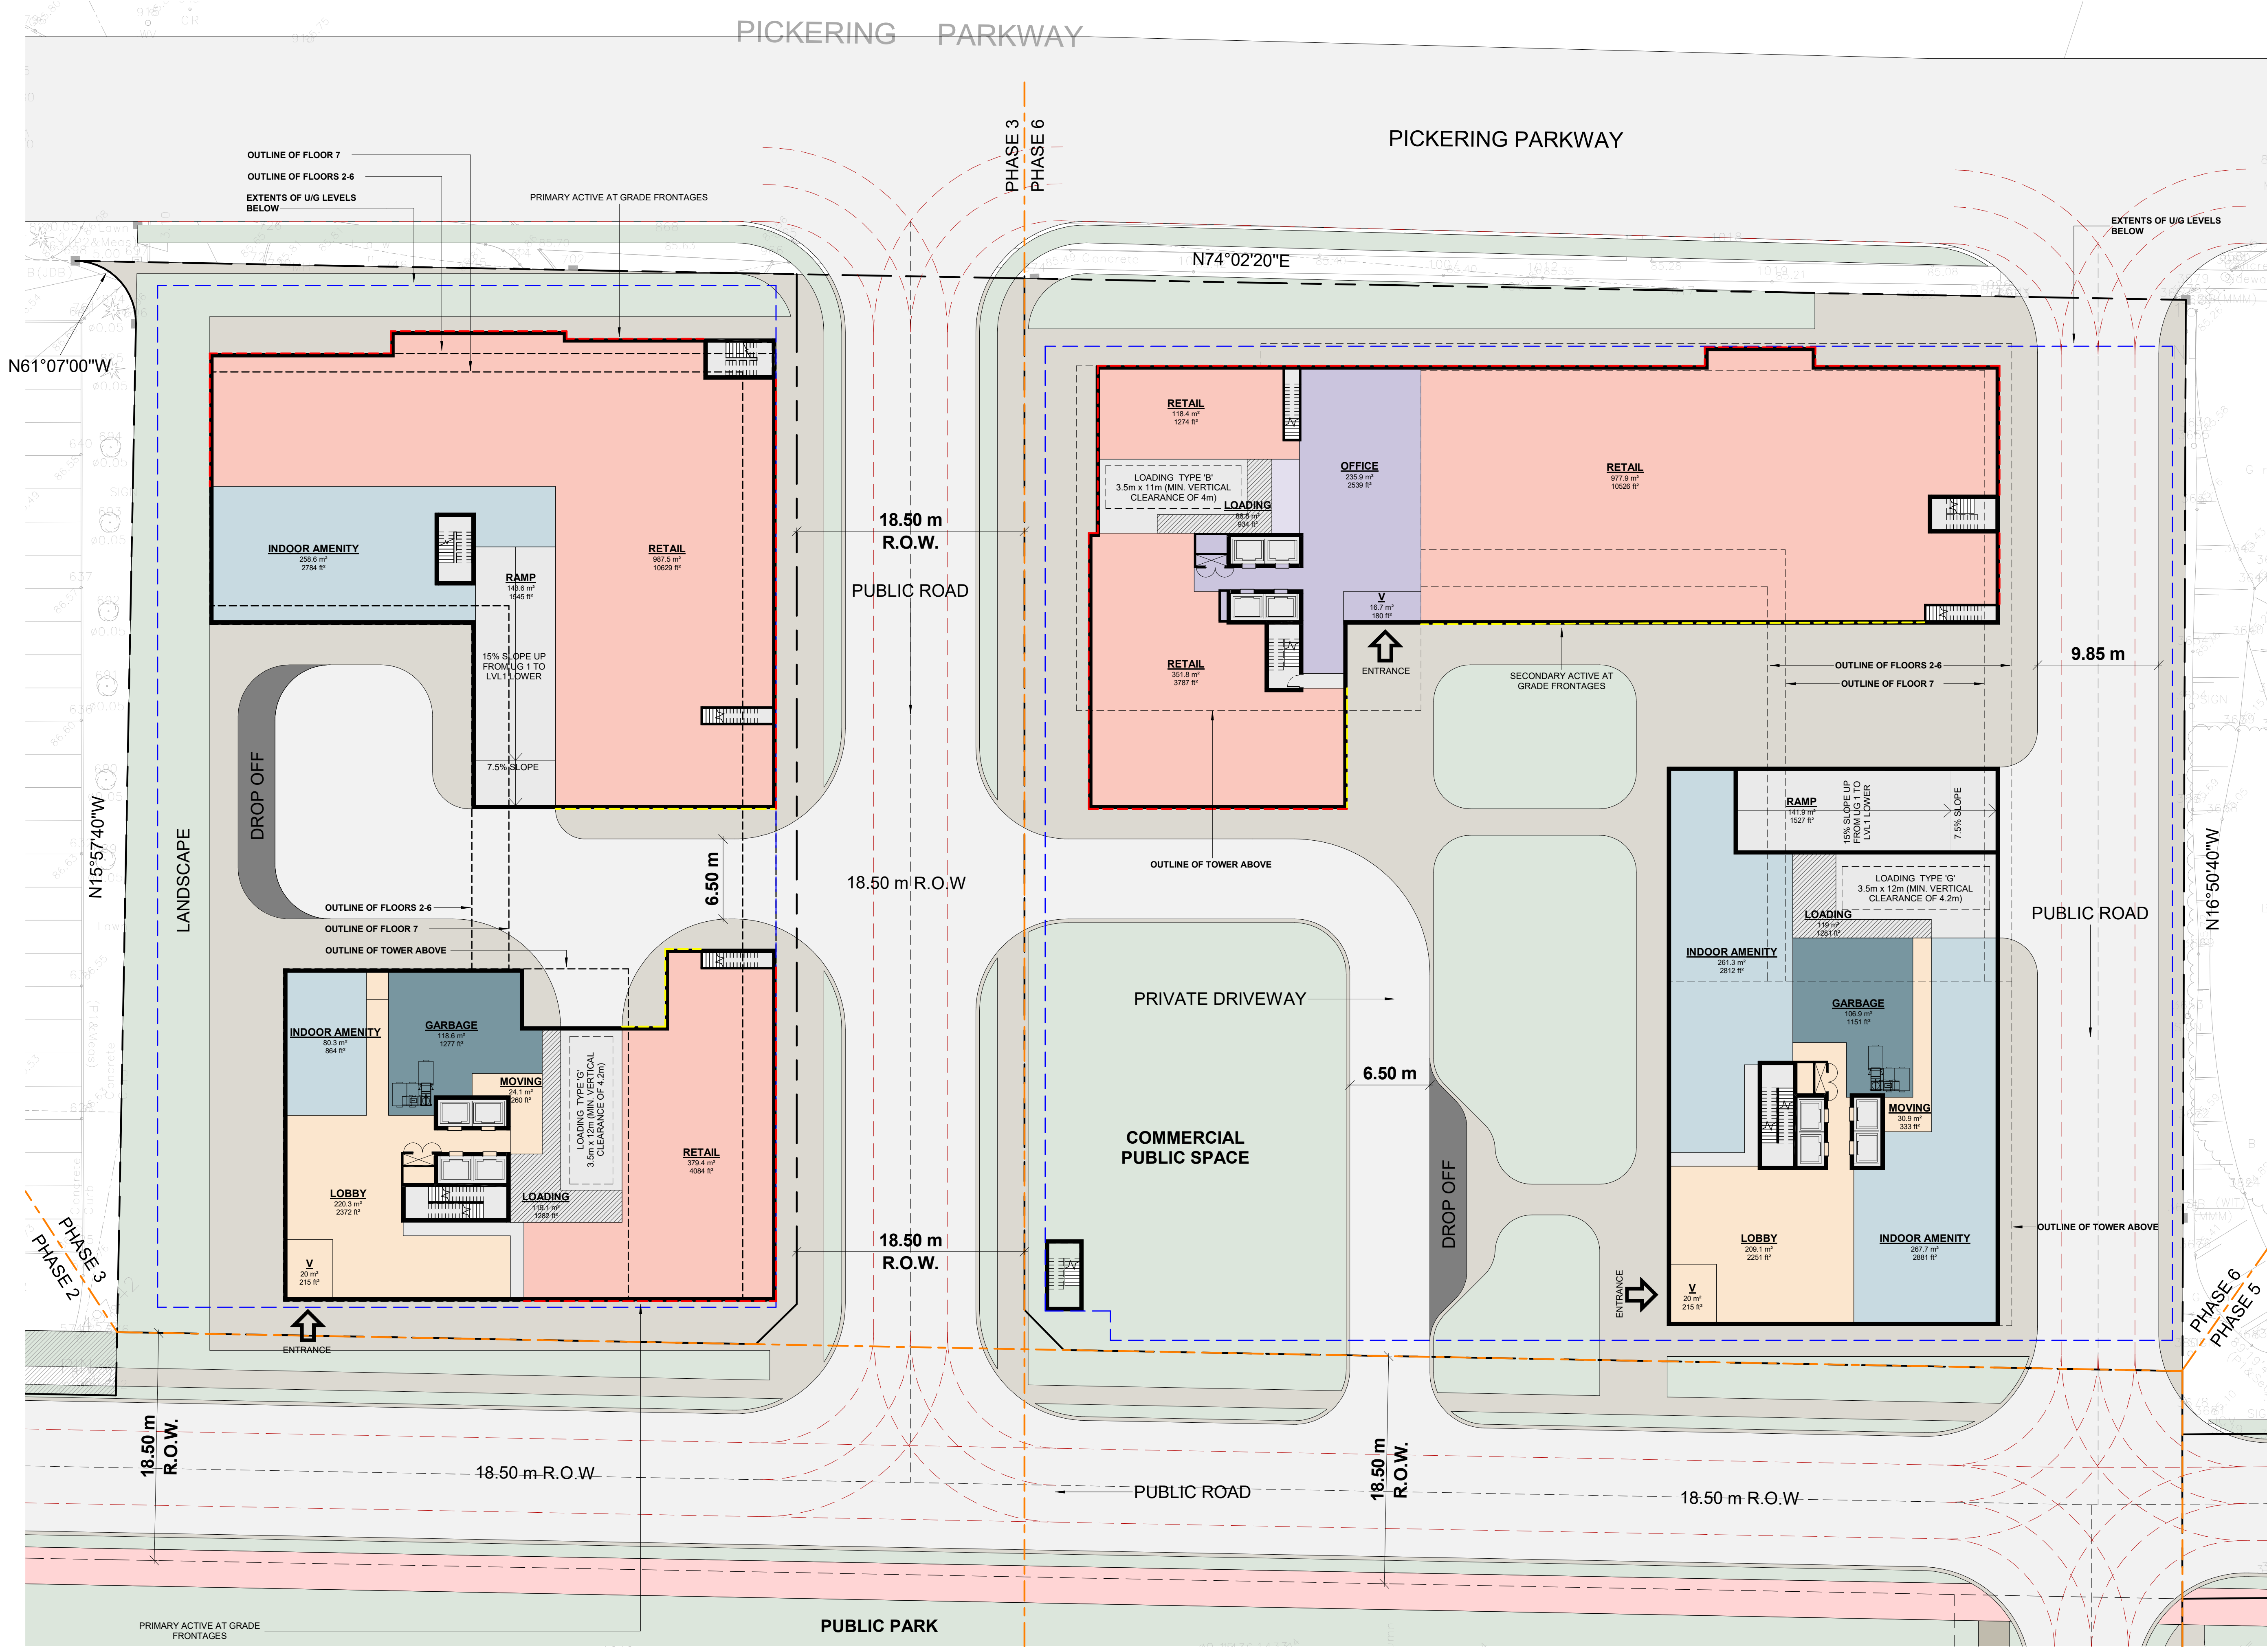 PICKERING PARKWAY
PICKERING PARKWAY
PHASE 3
PHASE 6
OUTLINE OF FLOOR 7
OUTLINE OF FLOORS 2-6
EXTENTS OF U/G LEVELS
BELOW
PRIMARY ACTIVE AT GRADE FRONTAGES
EXTENTS OF U/G LEVELS
BELOW
N74°02'20"E
N61°07'00"W
RETAIL
118.4 m²
1274 ft²
LOADING TYPE 'B'
3.5m x 11m (MIN. VERTICAL
CLEARANCE OF 4m)
LOADING
934 ft²
OFFICE
235.9 m²
2539 ft²
RETAIL
977.9 m²
10526 ft²
18.50 m
R.O.W.
PUBLIC ROAD
INDOOR AMENITY
258.6 m²
2784 ft²
RAMP
143.6 m²
1545 ft²
RETAIL
987.5 m²
10629 ft²
15% SLOPE UP
FROM UG 1 TO
LVL1 LOWER
7.5% SLOPE
V
16.7 m²
180 ft²
ENTRANCE
RETAIL
351.8 m²
3787 ft²
SECONDARY ACTIVE AT
GRADE FRONTAGES
OUTLINE OF FLOORS 2-6
OUTLINE OF FLOOR 7
9.85 m
DROP OFF
N15°57'40"W
LANDSCAPE
6.50 m
18.50 m R.O.W
OUTLINE OF TOWER ABOVE
RAMP
141.9 m²
1527 ft²
15% SLOPE UP
FROM UG 1 TO
LVL1 LOWER
7.5% SLOPE
LOADING TYPE 'G'
3.5m x 12m (MIN. VERTICAL
CLEARANCE OF 4.2m)
LOADING
119 m²
1281 ft²
PUBLIC ROAD
N16°50'40"W
OUTLINE OF FLOORS 2-6
OUTLINE OF FLOOR 7
OUTLINE OF TOWER ABOVE
INDOOR AMENITY
261.3 m²
2812 ft²
GARBAGE
106.9 m²
1151 ft²
PRIVATE DRIVEWAY
INDOOR AMENITY
80.3 m²
864 ft²
GARBAGE
118.6 m²
1277 ft²
MOVING
24.1 m²
260 ft²
LOADING TYPE 'G'
3.5m x 12m (MIN. VERTICAL
CLEARANCE OF 4.2m)
6.50 m
MOVING
30.9 m²
333 ft²
COMMERCIAL
PUBLIC SPACE
RETAIL
379.4 m²
4084 ft²
LOBBY
220.3 m²
2372 ft²
LOADING
119.1 m²
1282 ft²
DROP OFF
18.50 m
R.O.W.
LOBBY
209.1 m²
2251 ft²
INDOOR AMENITY
267.7 m²
2881 ft²
OUTLINE OF TOWER ABOVE
PHASE 3
PHASE 2
V
20 m²
215 ft²
ENTRANCE
V
20 m²
215 ft²
ENTRANCE
PHASE 6
PHASE 5
18.50 m
R.O.W.
18.50 m R.O.W
18.50 m
R.O.W.
PUBLIC ROAD
18.50 m R.O.W
PRIMARY ACTIVE AT GRADE
FRONTAGES
PUBLIC PARK